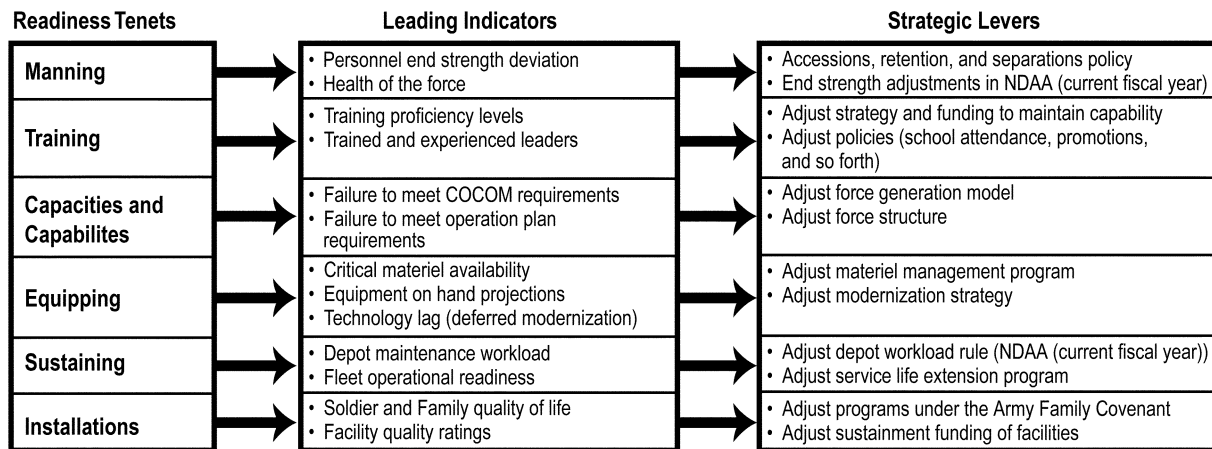 Readiness Tenets
Leading Indicators
Strategic Levers
Manning
• Personnel end strength deviation
• Health of the force
• Accessions, retention, and separations policy
• End strength adjustments in NDAA (current fiscal year)
Training
• Training proficiency levels
• Trained and experienced leaders
• Adjust strategy and funding to maintain capability
• Adjust policies (school attendance, promotions,
and so forth)
Capacities and
Capabilites
• Failure to meet COCOM requirements
• Failure to meet operation plan
requirements
• Adjust force generation model
• Adjust force structure
Equipping
• Critical materiel availability
• Equipment on hand projections
• Technology lag (deferred modernization)
• Adjust materiel management program
• Adjust modernization strategy
Sustaining
• Depot maintenance workload
• Fleet operational readiness
• Adjust depot workload rule (NDAA (current fiscal year))
• Adjust service life extension program
Installations
• Soldier and Family quality of life
• Facility quality ratings
• Adjust programs under the Army Family Covenant
• Adjust sustainment funding of facilities